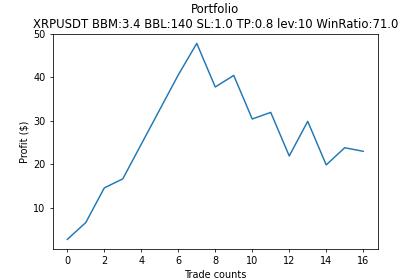 Portfolio
XRPUSDT BBM:3.4 BBL:140 SL:1.0 TP:0.8 lev:10 WinRatio:71.0
50
40
30
20
10
Profit ($)
0 2 4 6 8 10 12 14 16
Trade counts